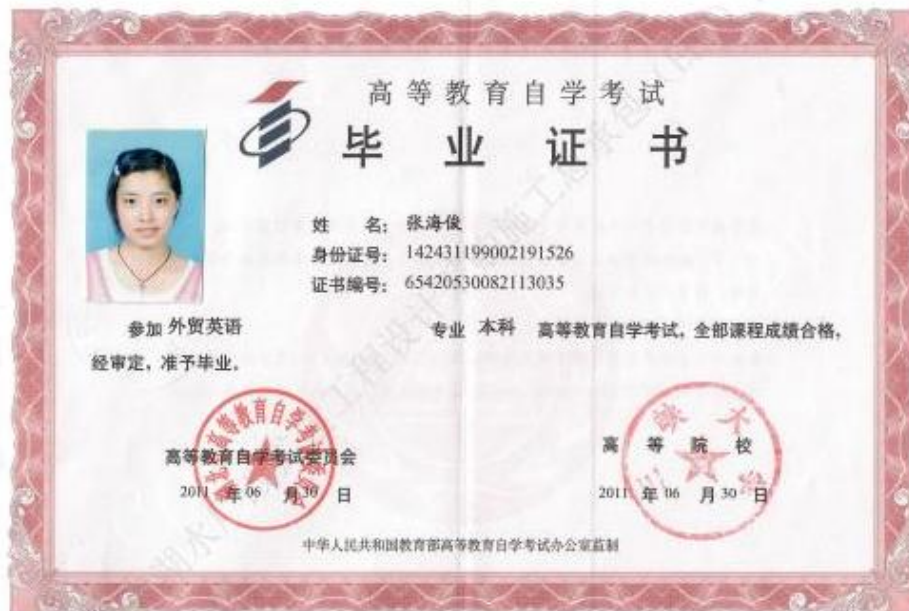 高等教育自学考试
毕业证书
姓 名: 张海俊
身份证号: 142431199002191526
证书编号: 65420530082113035
参加 外贸英语 专业 本科 高等教育自学考试, 全部课程成绩合格,
经审定, 准予毕业。
高等教育自学考试委员会
2011 年 06 月 30 日
高等院校
三峡大学
2011 年 06 月 30 日
中华人民共和国教育部高等教育自学考试办公室监制